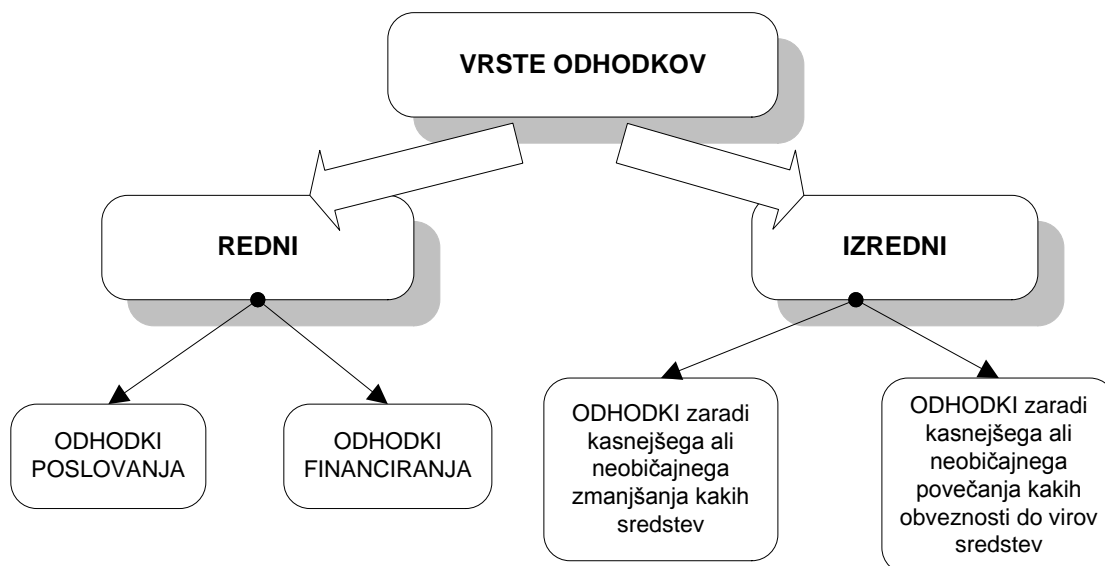 VRSTE ODHODKOV
REDNI
IZREDNI
ODHODKI
POSLOVANJA
ODHODKI
FINANCIRANJA
ODHODKI zaradi
kasnejšega ali
neobičajnega
zmanjšanja kakih
sredstev
ODHODKI zaradi
kasnejšega ali
neobičajnega
povečanja kakih
obveznosti do virov
sredstev